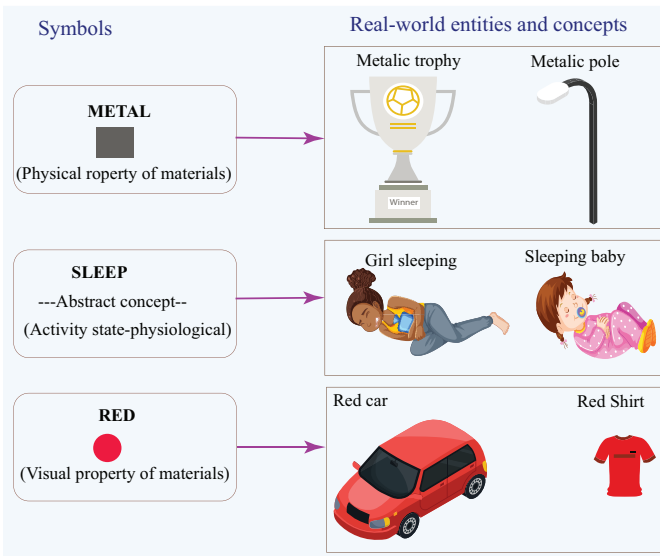 Symbols
Real-world entities and concepts
METAL
(Physical roperty of materials)
Metalic trophy
Metalic pole
Winner
SLEEP
---Abstract concept--
(Activity state-physiological)
Girl sleeping
Sleeping baby
RED
(Visual property of materials)
Red car
Red Shirt